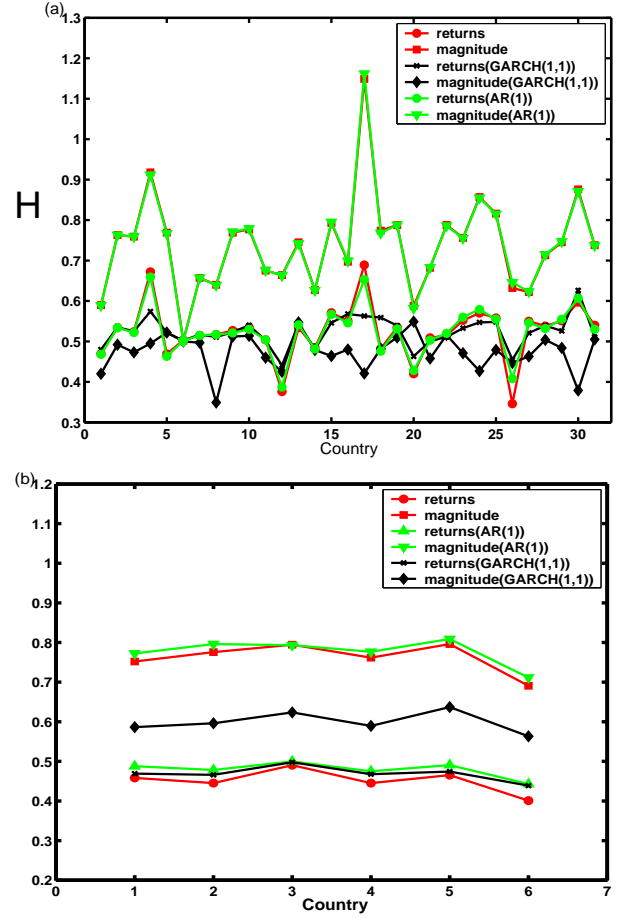 (a)
1.3
1.2
1.1
1
0.9
0.8
0.7
0.6
0.5
0.4
0.3
H
returns
magnitude
returns(GARCH(1,1))
magnitude(GARCH(1,1))
returns(AR(1))
magnitude(AR(1))
0 5 10 15 20 25 30
Country
(b)
1.2
1.1
1
0.9
0.8
0.7
0.6
0.5
0.4
0.3
0.2
returns
magnitude
returns(AR(1))
magnitude(AR(1))
returns(GARCH(1,1))
magnitude(GARCH(1,1))
0 1 2 3 4 5 6 7
Country